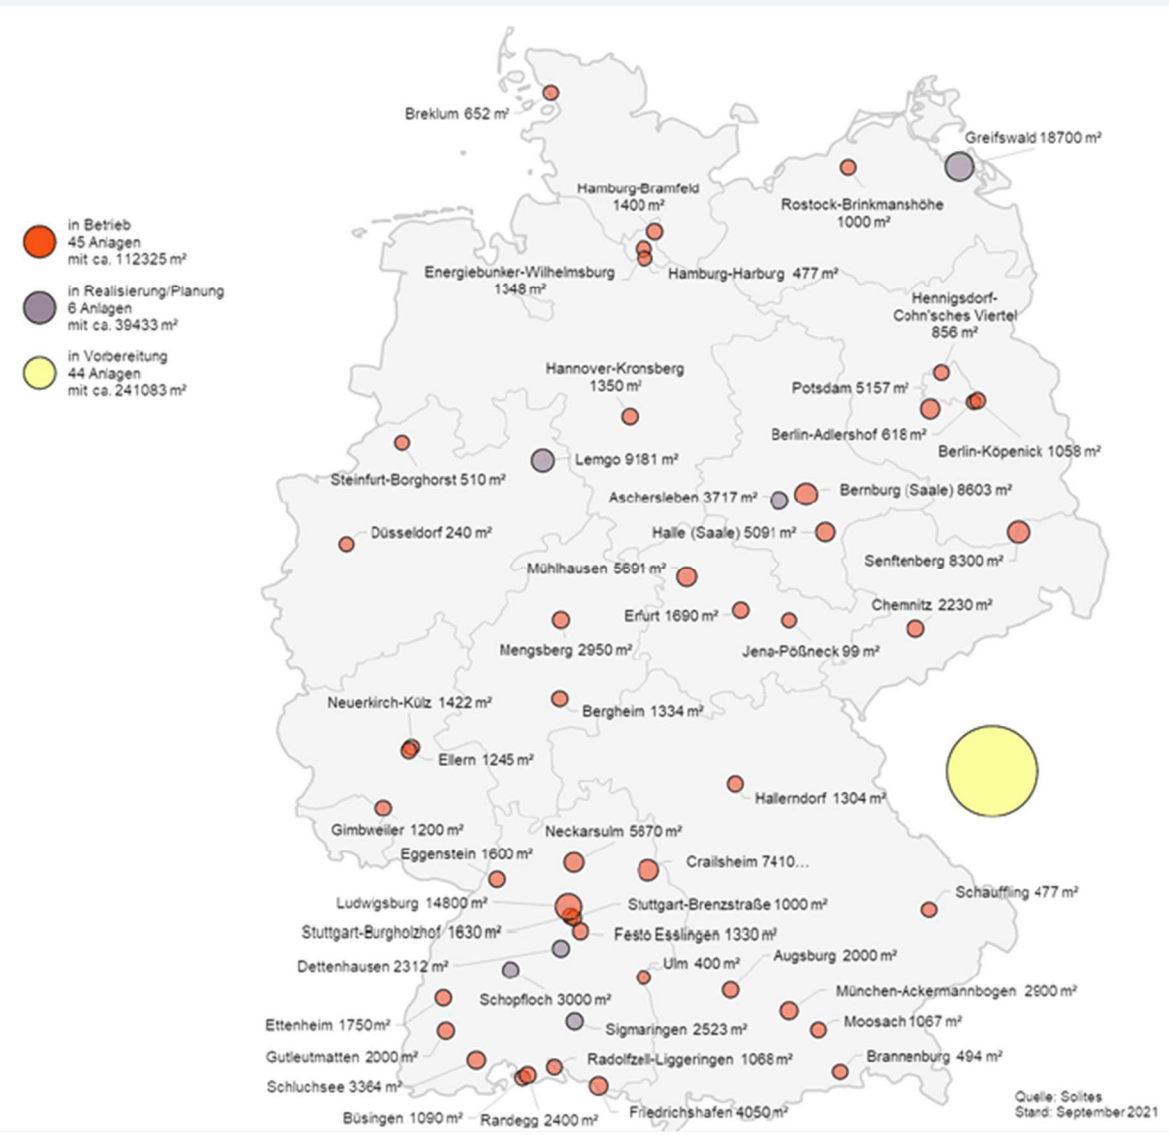 Breklum 652 m²
Greifswald 18700 m²
Hamburg-Bramfeld
1400 m²
Rostock-Brinkmanshöhe
1000 m²
in Betrieb
45 Anlagen
mit ca. 112325 m²
in Realisierung/Planung
6 Anlagen
mit ca. 39433 m²
in Vorbereitung
44 Anlagen
mit ca. 241083 m²
Energiebunker-Wilhelmsburg
1348 m²
Hamburg-Harburg 477 m²
Hennigsdorf-
Cohn'sches Viertel
856 m²
Hannover-Kronsberg
1350 m²
Potsdam 5157 m²
Berlin-Adlershof 618 m²
Berlin-Köpenick 1058 m²
Lemgo 9181 m²
Steinfurt-Borghorst 510 m²
Aschersleben 3717 m²
Bernburg (Saale) 8603 m²
Düsseldorf 240 m²
Halle (Saale) 5091 m²
Senftenberg 8300 m²
Mühlhausen 5691 m²
Chemnitz 2230 m²
Erfurt 1690 m²
Mengsberg 2950 m²
Jena-Pößneck 99 m²
Neuerkirch-Külz 1422 m²
Bergheim 1334 m²
Ellern 1245 m²
Hallerndorf 1304 m²
Gimbweiler 1200 m²
Neckarsulm 5670 m²
Eggenstein 1600 m²
Crailsheim 7410...
Schauffling 477 m²
Ludwigsburg 14800 m²
Stuttgart-Brenzstraße 1000 m²
Stuttgart-Burgholzhof 1630 m²
Festo Esslingen 1330 m²
Dettenhausen 2312 m²
Ulm 400 m²
Augsburg 2000 m²
Schopfloch 3000 m²
München-Ackermannbogen 2900 m²
Ettenheim 1750 m²
Sigmaringen 2523 m²
Moosach 1067 m²
Gutleutmatten 2000 m²
Radolfzell-Liggeringen 1068 m²
Brannenburg 494 m²
Schluchsee 3364 m²
Büsingen 1090 m²
Rardegg 2400 m²
Friedrichshafen 4050 m²
Quelle: Solites
Stand: September 2021